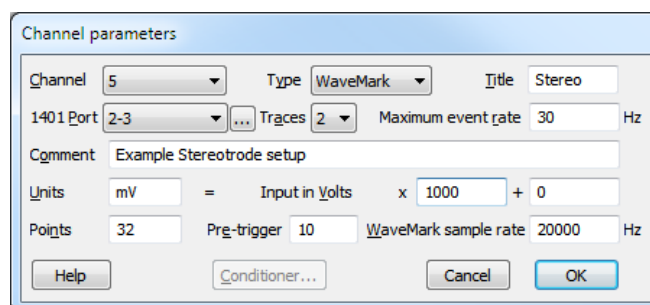 Channel parameters
Channel 5 Type WaveMark Title Stereo
1401 Port 2-3 ... Traces 2 Maximum event rate 30 Hz
Comment Example Stereotrode setup
Units mV = Input in Volts x 1000 + 0
Points 32 Pre-trigger 10 WaveMark sample rate 20000 Hz
Help Conditioner... Cancel OK